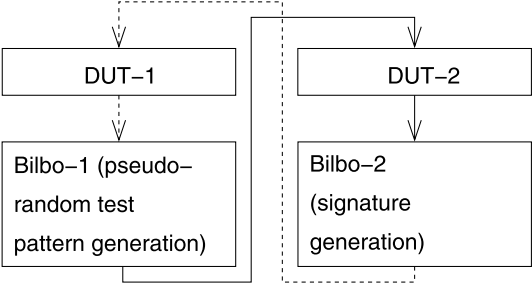 DUT−1
DUT−2
Bilbo−1 (pseudo−
random test
pattern generation)
Bilbo−2
(signature
generation)